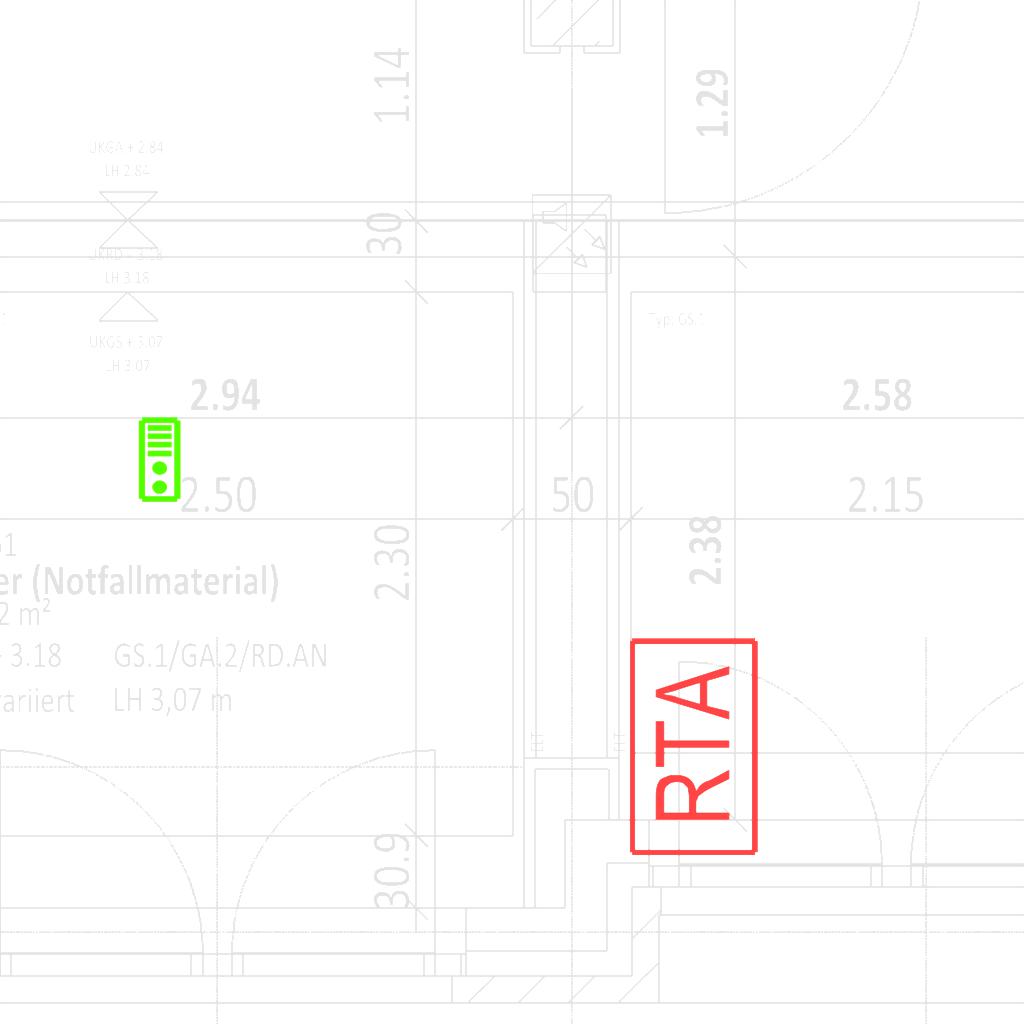 1.14
1.29
UKGA + 2.84
LH 2.84
30
UKRD + 3.18
LH 3.18
Typ: GS.1
UKGS + 3.07
LH 3.07
2.94
2.58
2.50
50
2.15
2.30
2.38
er (Notfallmaterial)
2 m²
3.18
GS.1/GA.2/RD.AN
variiert
LH 3,07 m
RTA
30.9